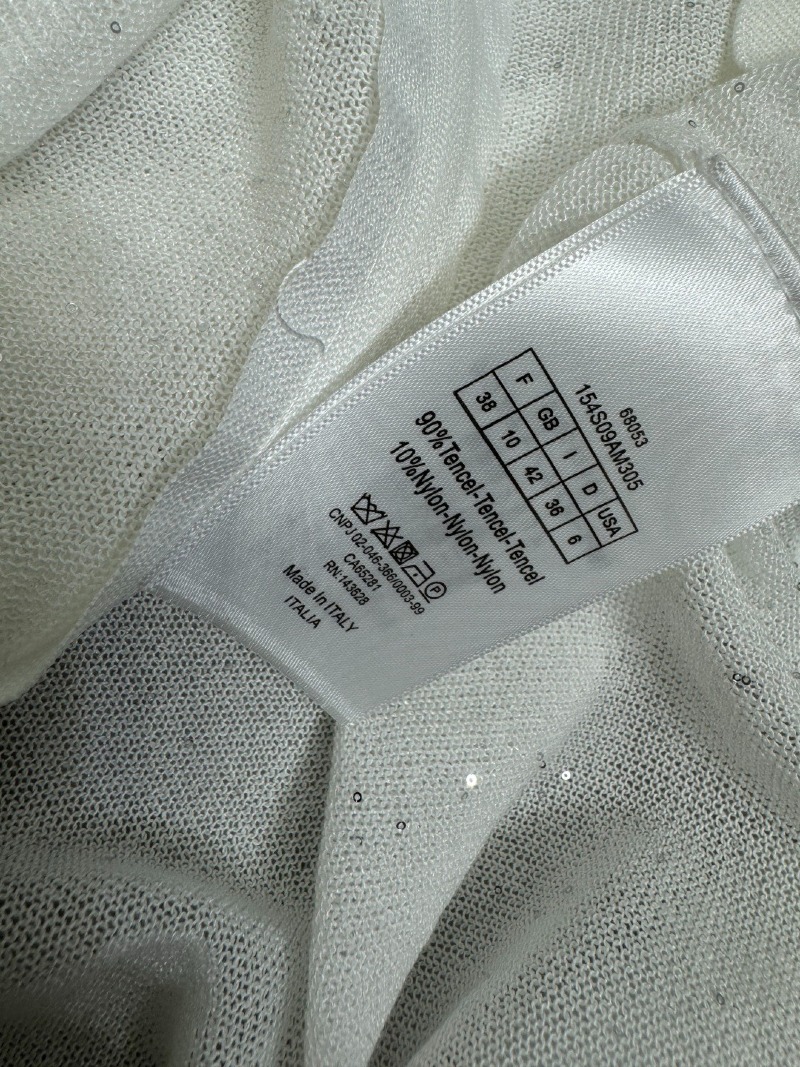 68053
154S09AM305
F GB I D USA
38 10 42 36 6
90%Tencel-Tencel-Tencel
10%Nylon-Nylon-Nylon
P
CNPJ 02-046-366/0003-99
CA65281
RN:143628
Made In ITALY
ITALIA